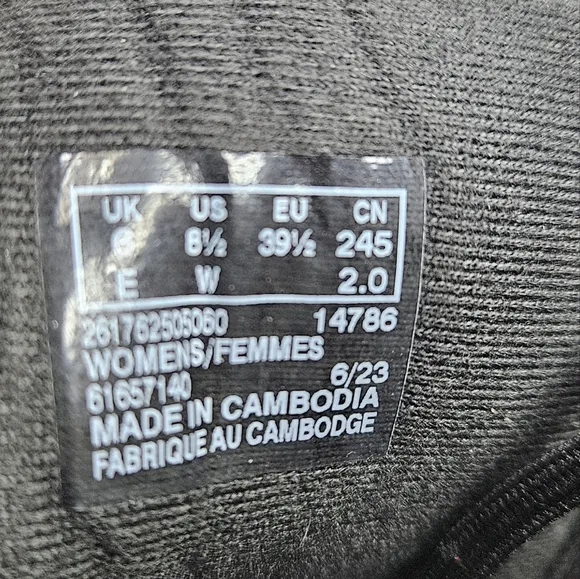 UK US EU CN
6 8½ 39½ 245
E W 2.0
261762505060 14786
WOMENS/FEMMES
61657140 6/23
MADE IN CAMBODIA
FABRIQUE AU CAMBODGE